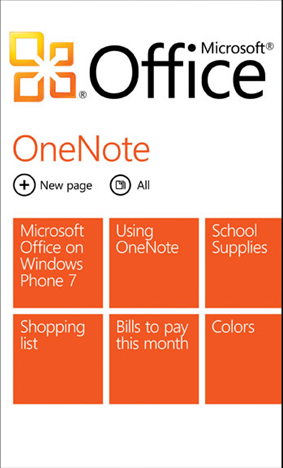 Microsoft®
Office
®
OneNote
New page
All
Microsoft
Office on
Windows
Phone 7
Using
OneNote
School
Supplies
Shopping
list
Bills to pay
this month
Colors